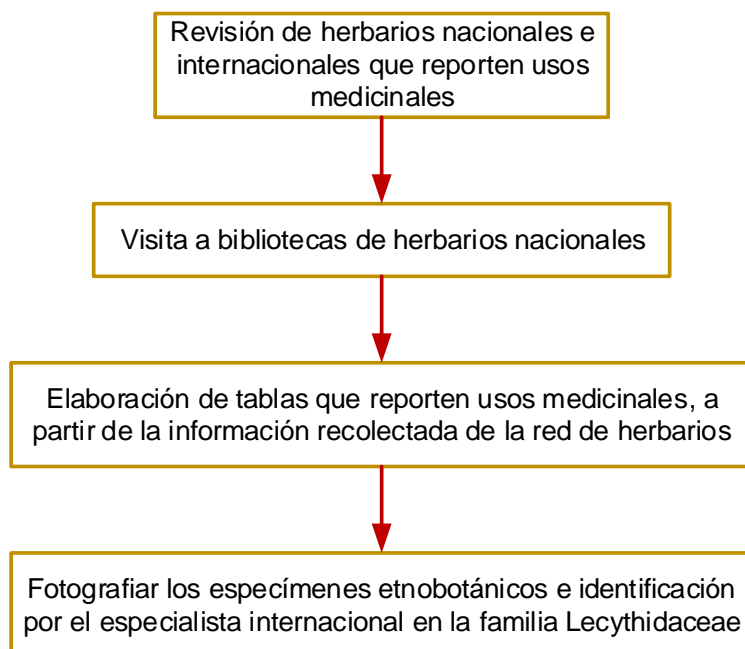 Revisión de herbarios nacionales e
internacionales que reporten usos
medicinales
Visita a bibliotecas de herbarios nacionales
Elaboración de tablas que reporten usos medicinales, a
partir de la información recolectada de la red de herbarios
Fotografiar los especímenes etnobotánicos e identificación
por el especialista internacional en la familia Lecythidaceae